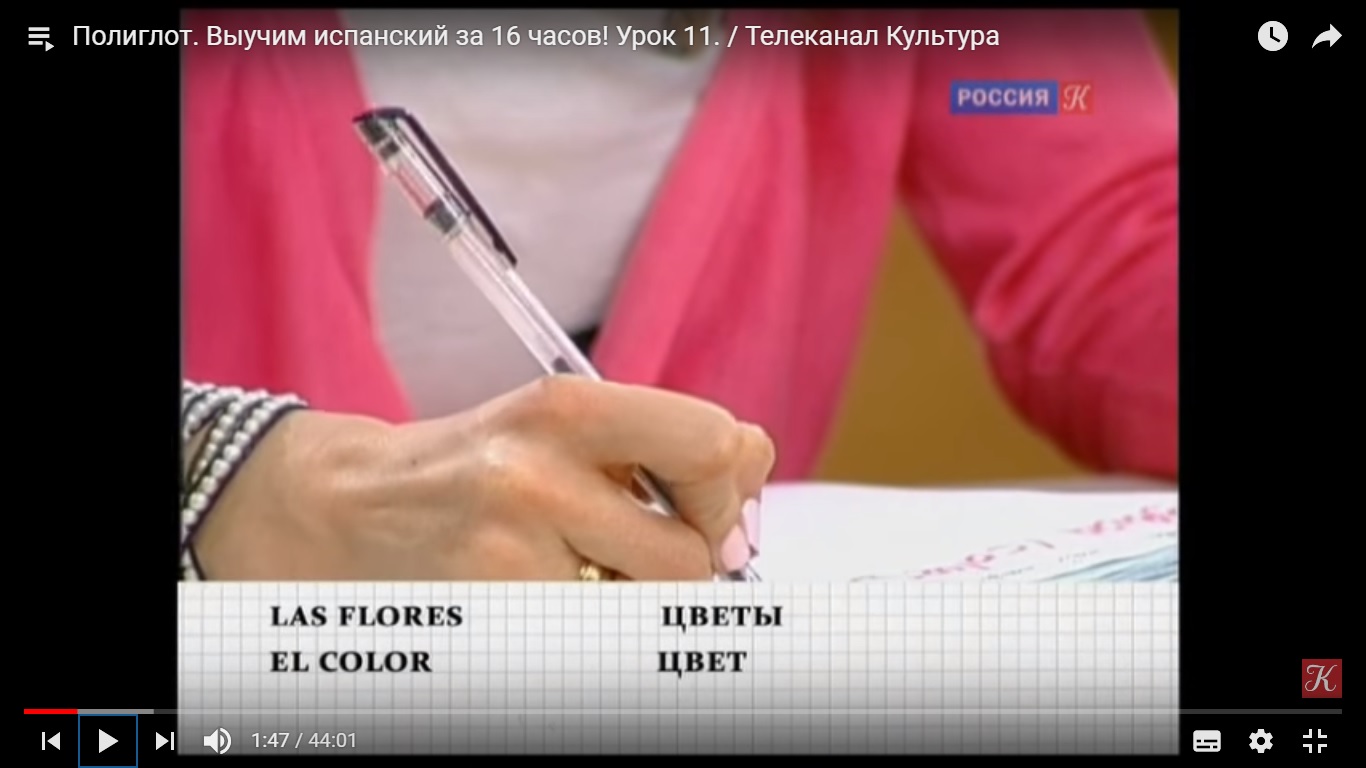 Полиглот. Выучим испанский за 16 часов! Урок 11. / Телеканал Культура
РОССИЯ К
LAS FLORES ЦВЕТЫ
EL COLOR ЦВЕТ
К
1:47 / 44:01